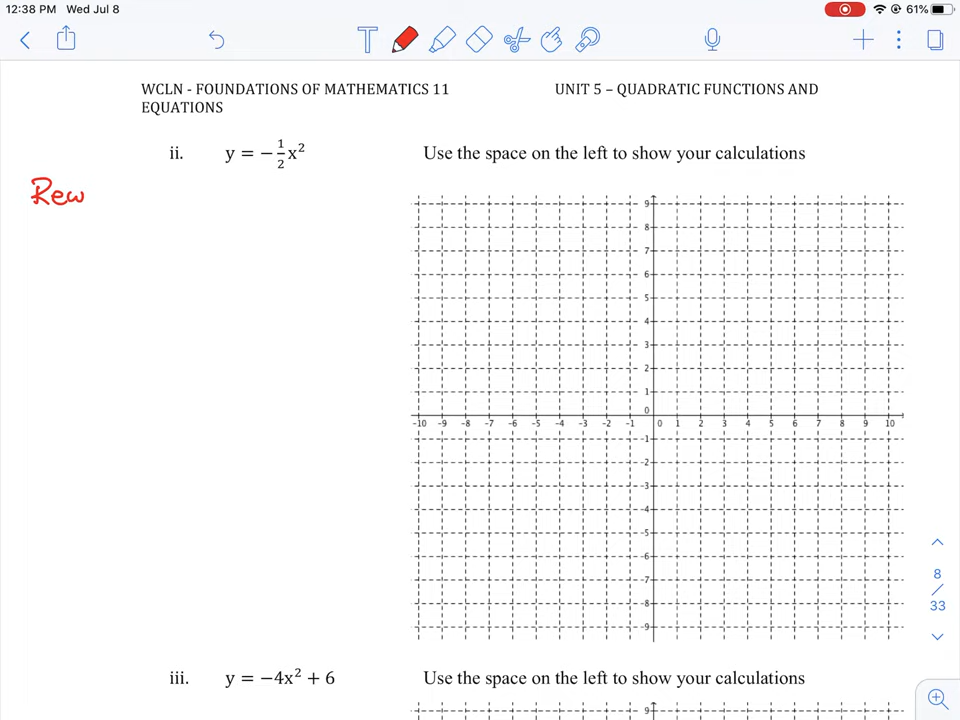 12:38 PM Wed Jul 8 61%
T
WCLN - FOUNDATIONS OF MATHEMATICS 11 UNIT 5 – QUADRATIC FUNCTIONS AND
EQUATIONS
ii. y = −1/2x² Use the space on the left to show your calculations
Rew
9
8
7
6
5
4
3
2
1
0
-10 -9 -8 -7 -6 -5 -4 -3 -2 -1 0 1 2 3 4 5 6 7 8 9 10
-1
-2
-3
-4
-5
-6
-7
-8
-9
8
/
33
iii. y = −4x² + 6 Use the space on the left to show your calculations
9